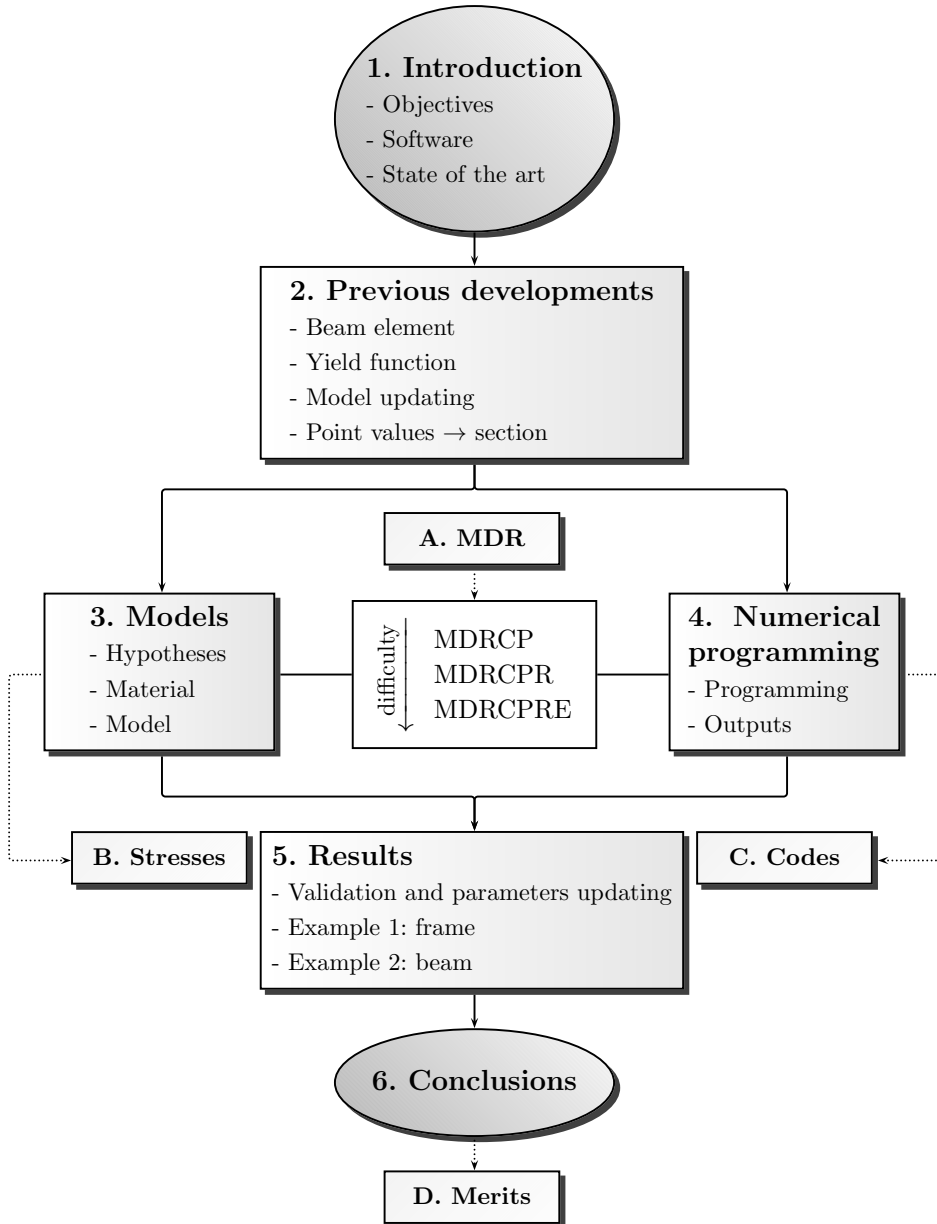 1. Introduction
- Objectives
- Software
- State of the art
2. Previous developments
- Beam element
- Yield function
- Model updating
- Point values → section
A. MDR
3. Models
- Hypotheses
- Material
- Model
difficulty
MDRCP
MDRCPR
MDRCPRE
4. Numerical
programming
- Programming
- Outputs
B. Stresses
5. Results
- Validation and parameters updating
- Example 1: frame
- Example 2: beam
C. Codes
6. Conclusions
D. Merits